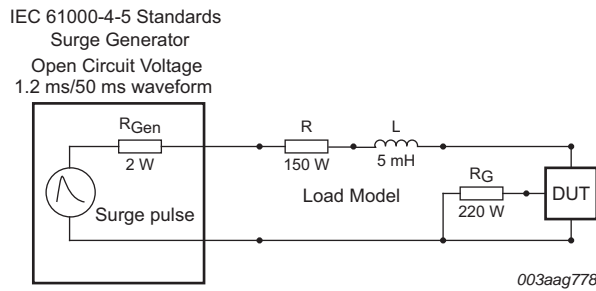 IEC 61000-4-5 Standards
Surge Generator
Open Circuit Voltage
1.2 ms/50 ms waveform
RGen
2 W
Surge pulse
R
150 W
L
5 mH
Load Model
RG
220 W
DUT
003aag778